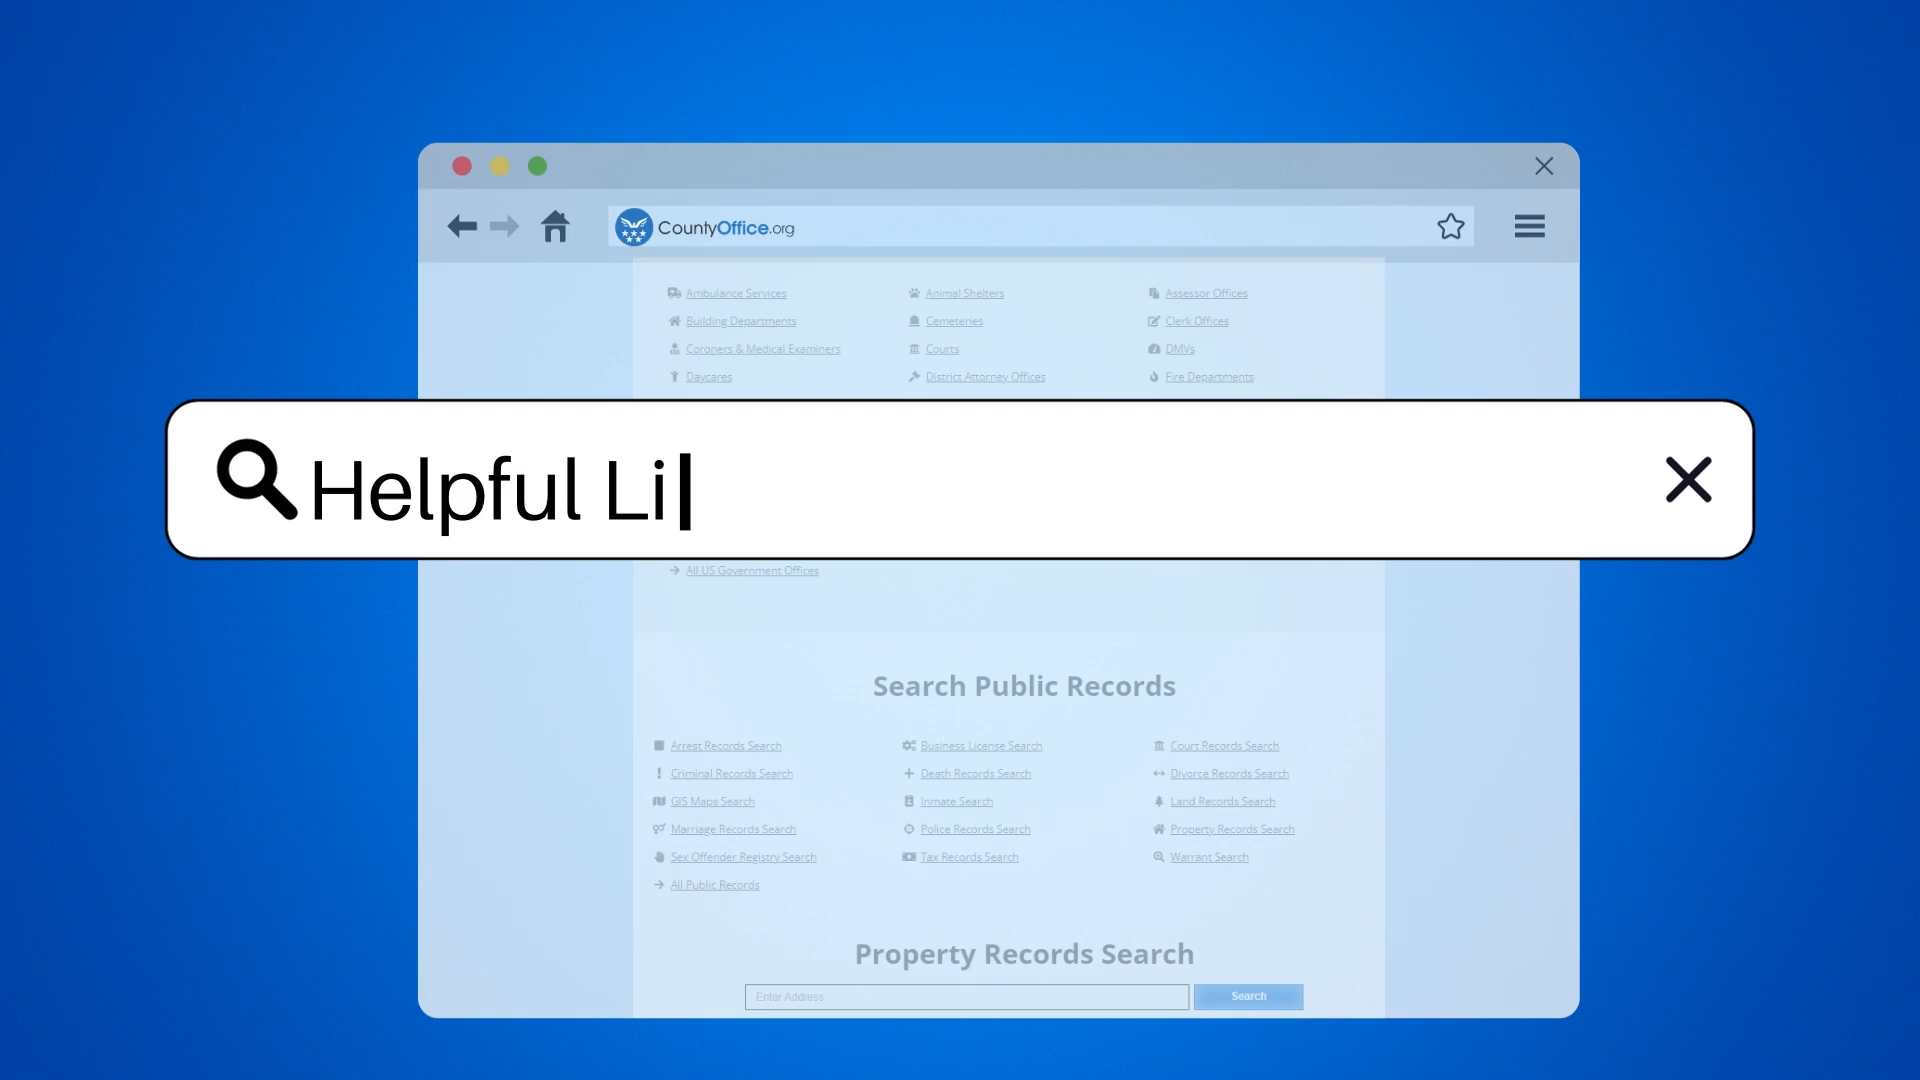 CountyOffice.org
Ambulance Services Animal Shelters Assessor Offices
Building Departments Cemeteries Clerk Offices
Coroners & Medical Examiners Courts DMVs
Daycares District Attorney Offices Fire Departments
Helpful Li
All US Government Offices
Search Public Records
Arrest Records Search Business License Search Court Records Search
Criminal Records Search Death Records Search Divorce Records Search
GIS Maps Search Inmate Search Land Records Search
Marriage Records Search Police Records Search Property Records Search
Sex Offender Registry Search Tax Records Search Warrant Search
All Public Records
Property Records Search
Enter Address Search